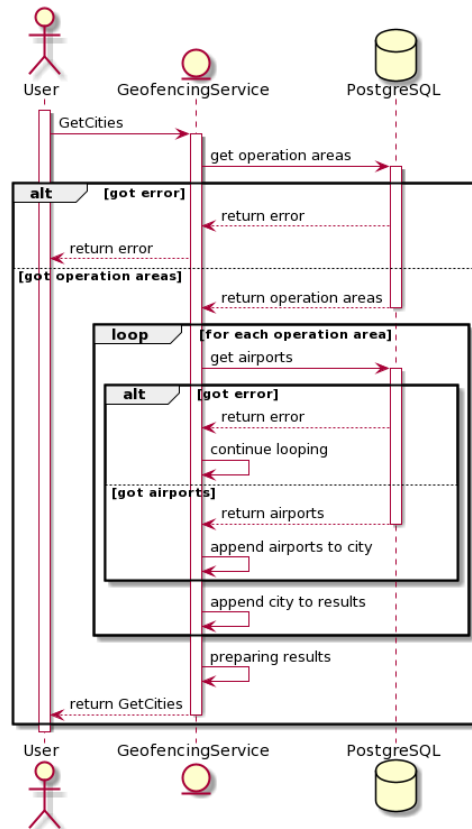 User GeofencingService PostgreSQL
GetCities
get operation areas
alt [got error]
return error
return error
[got operation areas]
return operation areas
loop [for each operation area]
get airports
alt [got error]
return error
continue looping
[got airports]
return airports
append airports to city
append city to results
preparing results
return GetCities
User GeofencingService PostgreSQL